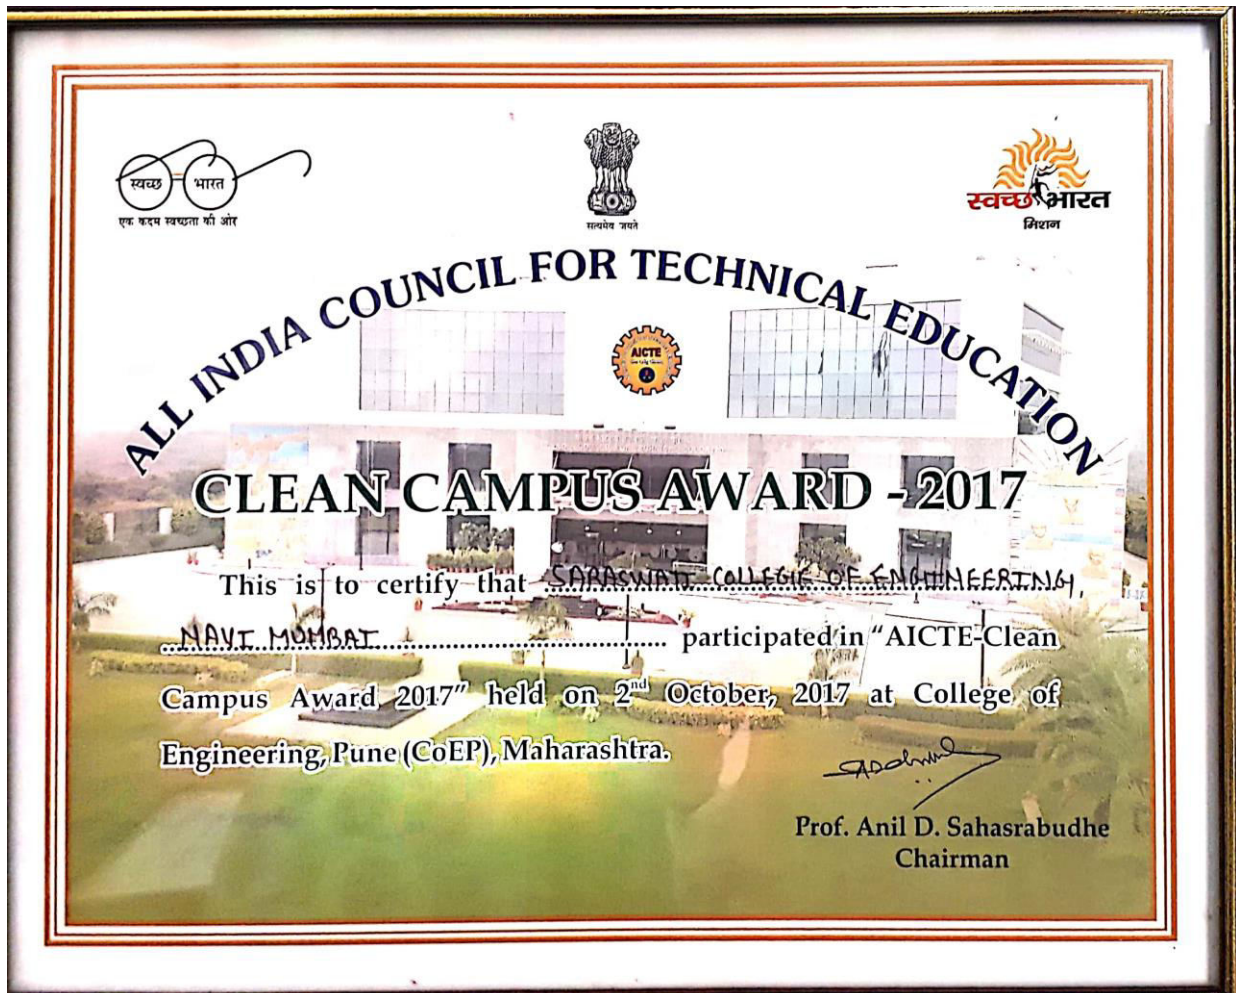 स्वच्छ भारत
एक कदम स्वच्छता की ओर
सत्यमेव जयते
स्वच्छ भारत
मिशन
ALL INDIA COUNCIL FOR TECHNICAL EDUCATION
AICTE
CLEAN CAMPUS AWARD - 2017
This is to certify that SARASWATI COLLEGE OF ENGINEERING,
NAVI MUMBAI participated in “AICTE-Clean
Campus Award 2017” held on 2nd October, 2017 at College of
Engineering, Pune (CoEP), Maharashtra.
Prof. Anil D. Sahasrabudhe
Chairman